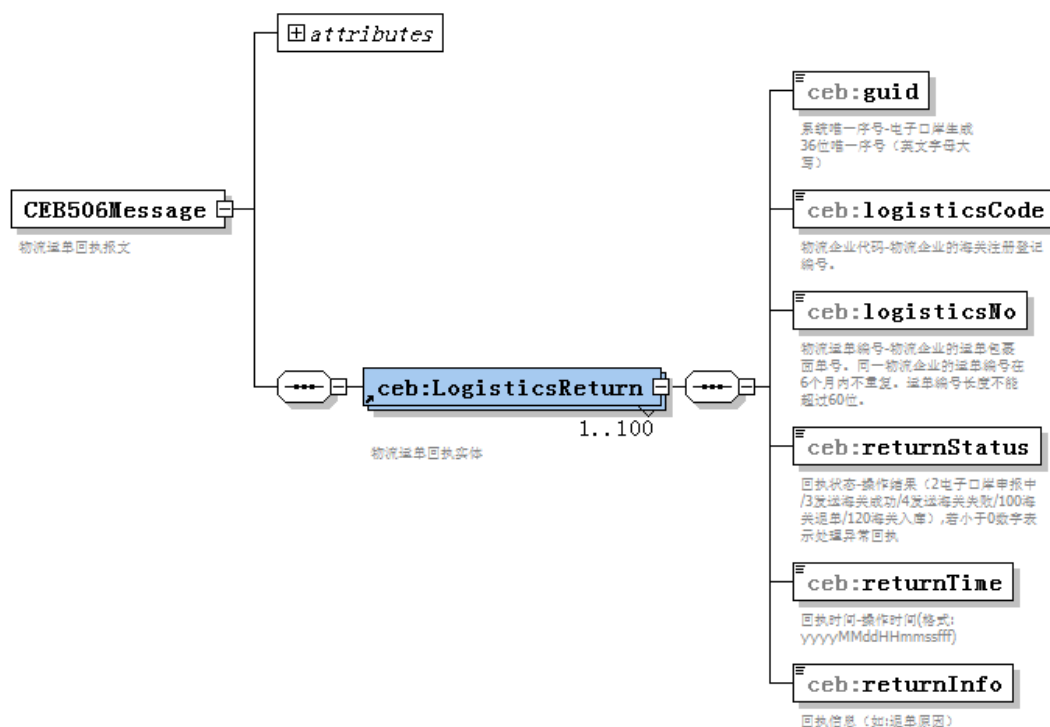 attributes
CEB506Message
物流运单回执报文
ceb:LogisticsReturn
1..100
物流运单回执实体
ceb:guid
系统唯一序号-电子口岸生成
36位唯一序号（英文字母大
写）
ceb:logisticsCode
物流企业代码-物流企业的海关注册登记
编号。
ceb:logisticsNo
物流运单编号-物流企业的运单包裹
面单号。同一物流企业的运单编号在
6个月内不重复。运单编号长度不能
超过60位。
ceb:returnStatus
回执状态-操作结果（2电子口岸申报中
/3发送海关成功/4发送海关失败/100海
关退单/120海关入库）,若小于0数字表
示处理异常回执
ceb:returnTime
回执时间-操作时间(格式:
yyyyMMddHHmmssfff)
ceb:returnInfo
回执信息（如:退单原因）